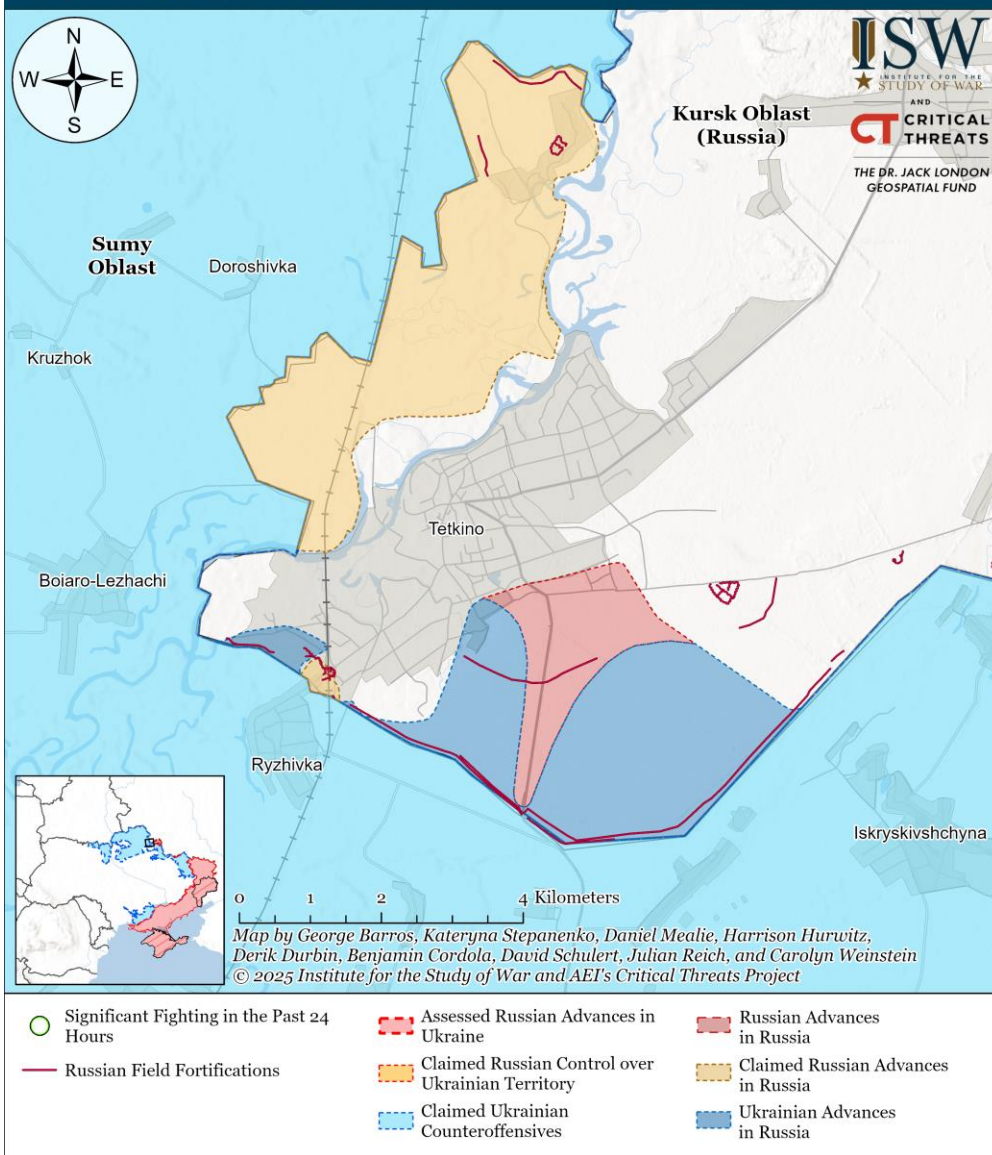 N
W E
S
ISW
INSTITUTE FOR THE
STUDY OF WAR
AND
CT CRITICAL
THREATS
THE DR. JACK LONDON
GEOSPATIAL FUND
Kursk Oblast
(Russia)
Sumy
Oblast
Doroshivka
Kruzhok
Tetkino
Boiaro-Lezhachi
Ryzhivka
Iskryskivshchyna
0 1 2 4 Kilometers
Map by George Barros, Kateryna Stepanenko, Daniel Mealie, Harrison Hurwitz,
Derik Durbin, Benjamin Cordola, David Schulert, Julian Reich, and Carolyn Weinstein
© 2025 Institute for the Study of War and AEI's Critical Threats Project
Significant Fighting in the Past 24
Hours
Russian Field Fortifications
Assessed Russian Advances in
Ukraine
Claimed Russian Control over
Ukrainian Territory
Claimed Ukrainian
Counteroffensives
Russian Advances
in Russia
Claimed Russian Advances
in Russia
Ukrainian Advances
in Russia